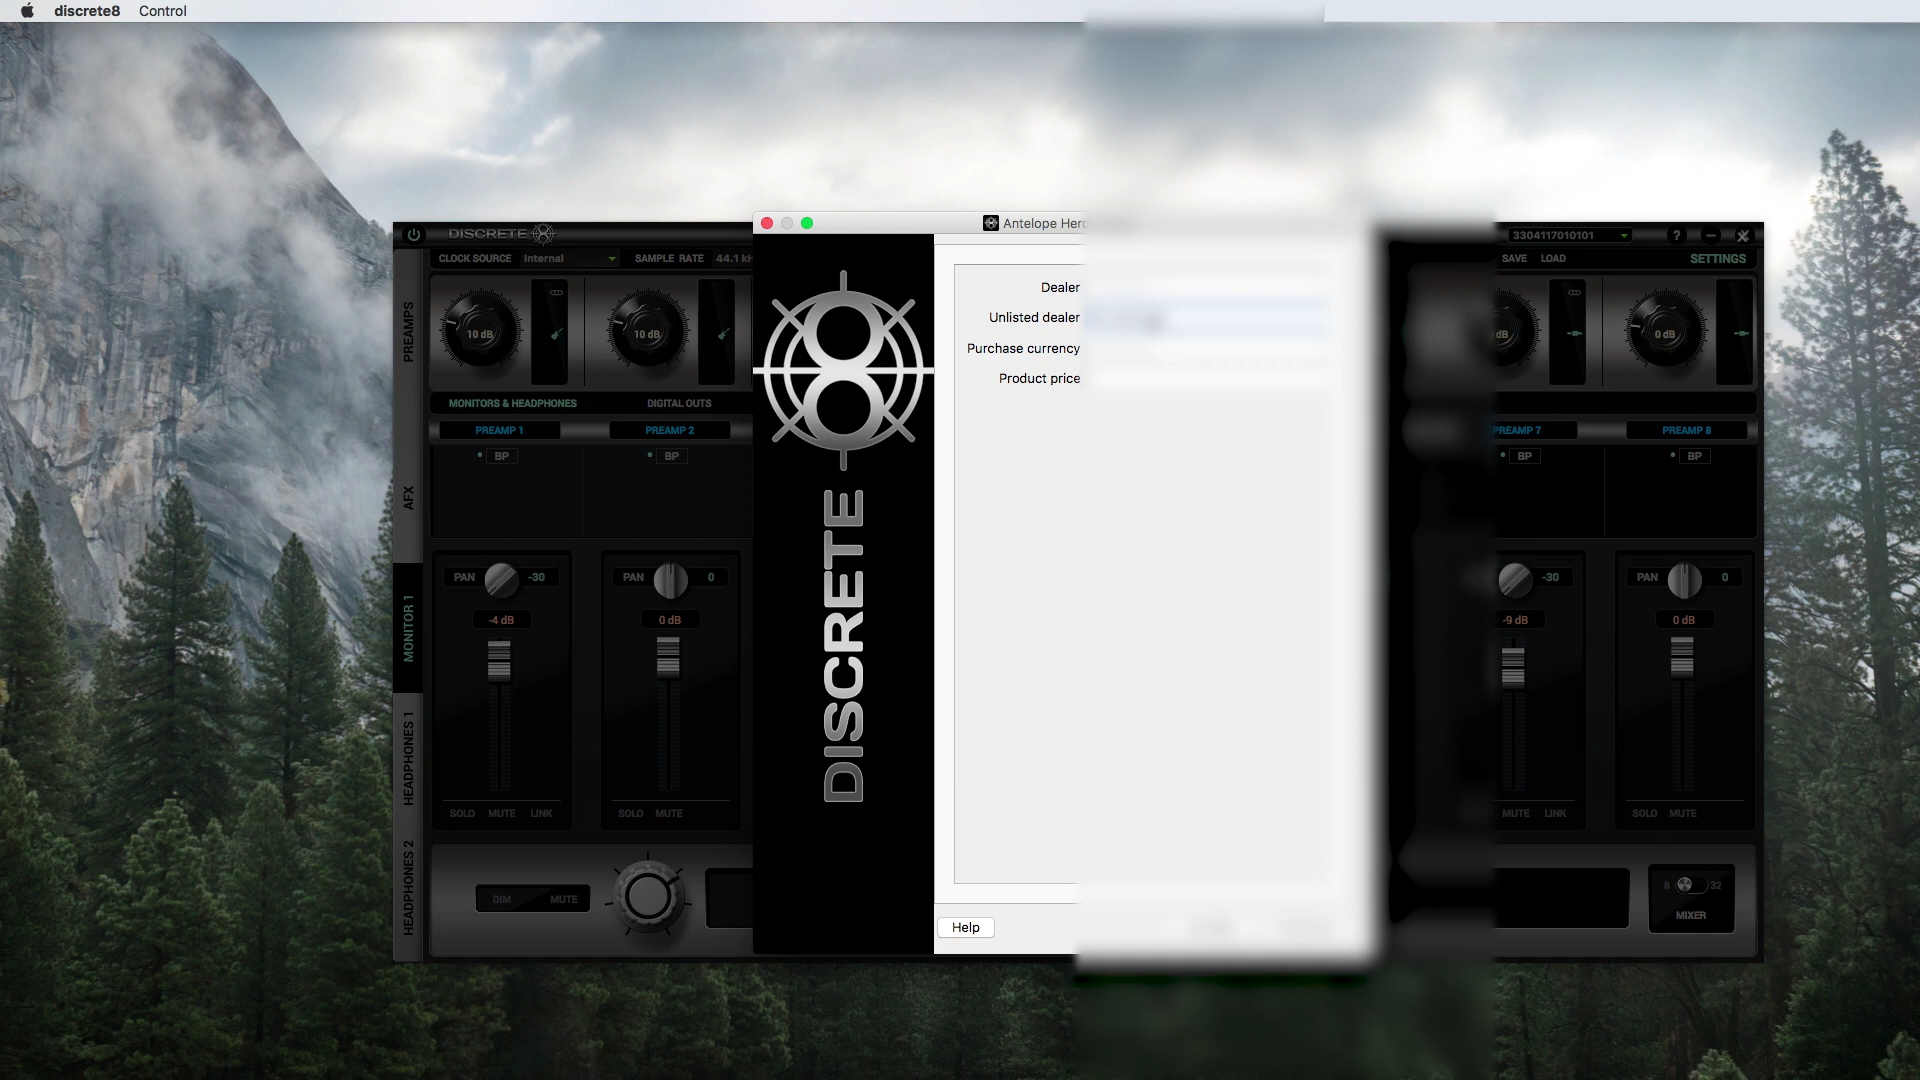 discrete8 Control
DISCRETE
3304117010101 ?
CLOCK SOURCE Internal SAMPLE RATE 44.1
SAVE LOAD SETTINGS
Antelope
PREAMPS
AFX
MONITOR 1
HEADPHONES 1
HEADPHONES 2
10 dB
10 dB
0 dB
MONITORS & HEADPHONES DIGITAL OUTS
PREAMP 1 PREAMP 2
PREAMP 7 PREAMP 8
BP BP
BP BP
PAN -30
PAN 0
-30
PAN 0
-4 dB
0 dB
-9 dB
0 dB
SOLO MUTE LINK
SOLO MUTE
MUTE LINK
SOLO MUTE
DIM MUTE
8 32
MIXER
DISCRETE
Dealer
Unlisted dealer
Purchase currency
Product price
Help